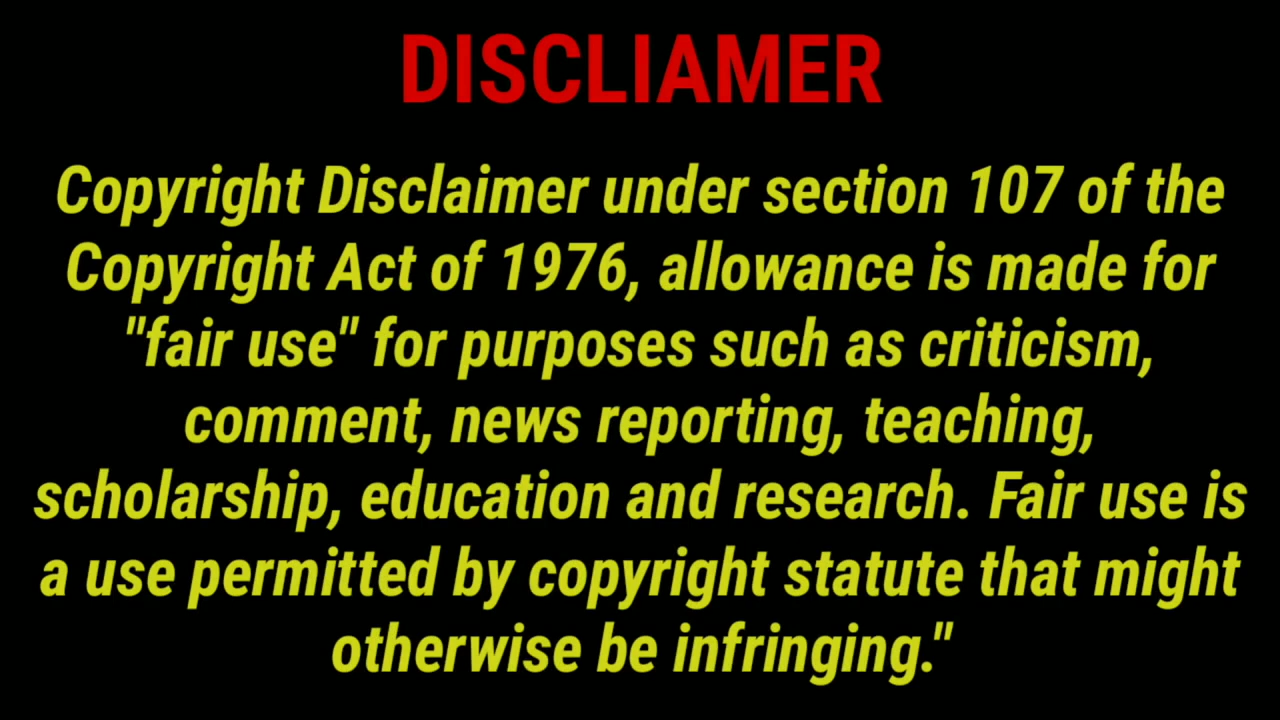 DISCLIAMER
Copyright Disclaimer under section 107 of the
Copyright Act of 1976, allowance is made for
"fair use" for purposes such as criticism,
comment, news reporting, teaching,
scholarship, education and research. Fair use is
a use permitted by copyright statute that might
otherwise be infringing."